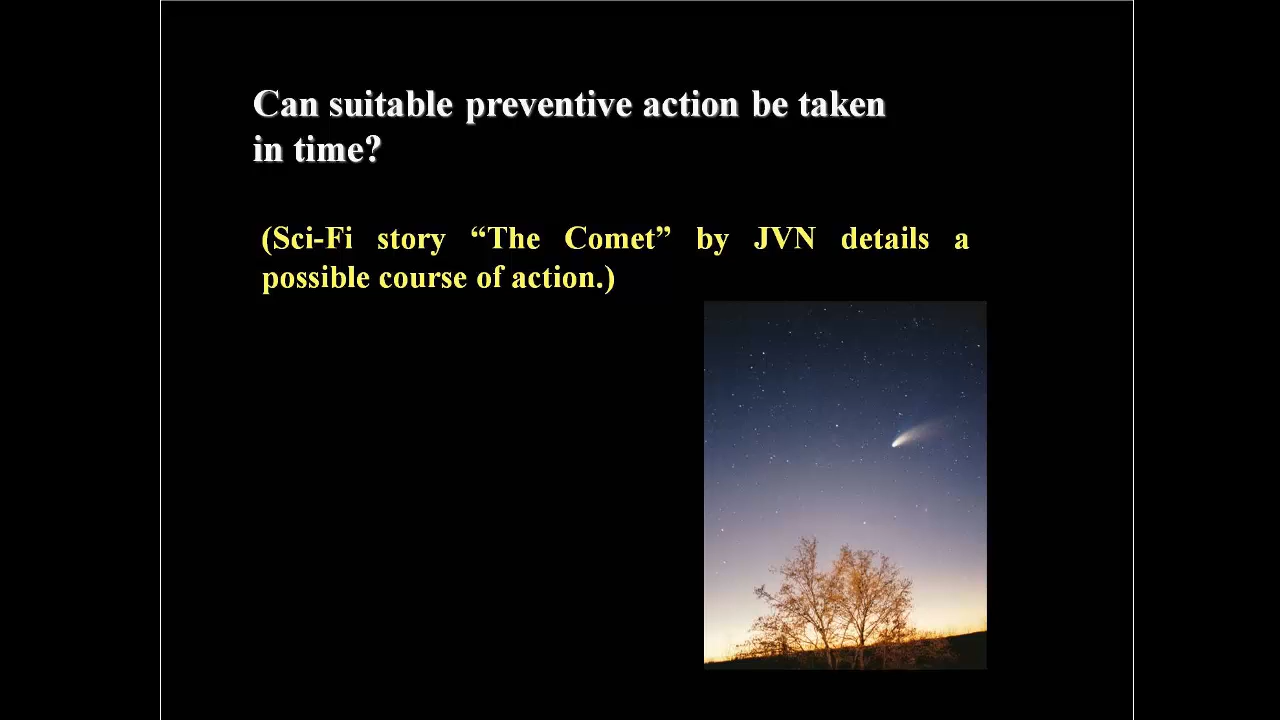 Can suitable preventive action be taken
in time?
(Sci-Fi story “The Comet” by JVN details a
possible course of action.)